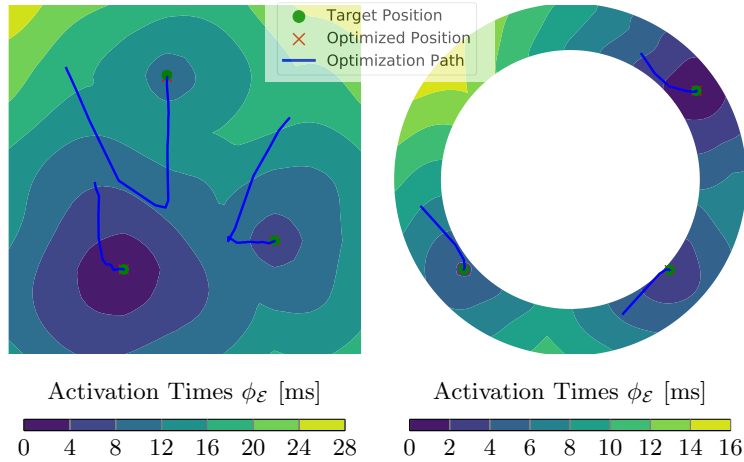 Target Position
Optimized Position
Optimization Path
Activation Times ϕ_ℰ [ms]
0 4 8 12 16 20 24 28
Activation Times ϕ_ℰ [ms]
0 2 4 6 8 10 12 14 16